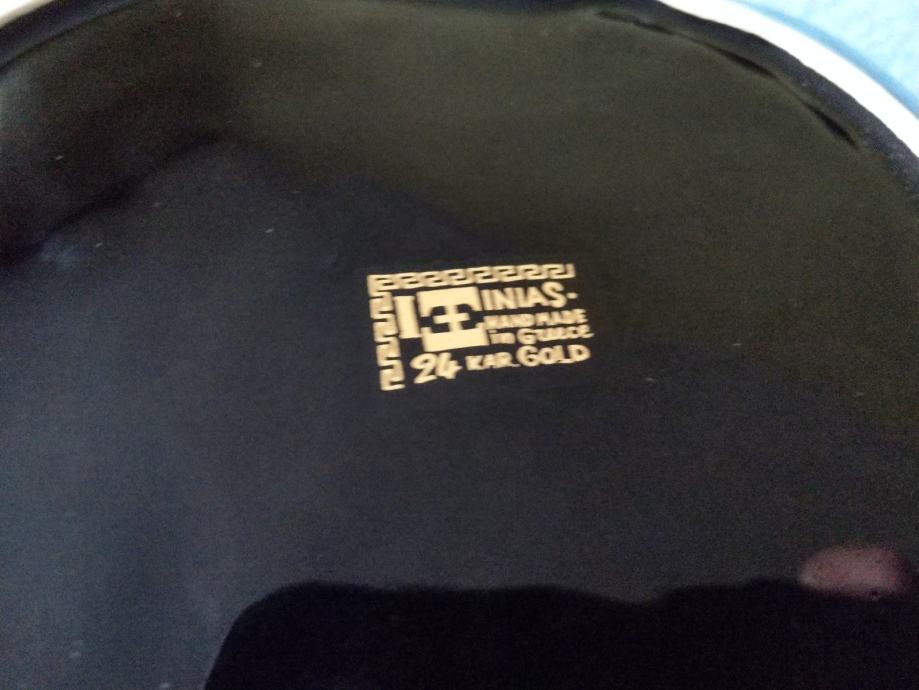 INIAS-
HAND MADE
in Greece
24 KAR. GOLD